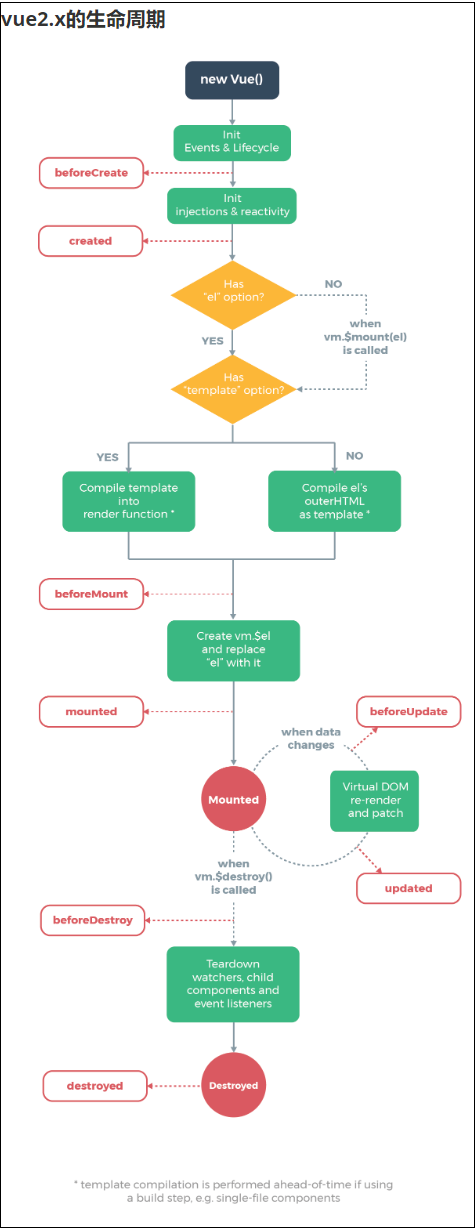 vue2.x的生命周期
new Vue()
Init
Events & Lifecycle
beforeCreate
Init
injections & reactivity
created
Has
"el" option?
NO
when
vm.$mount(el)
is called
YES
Has
"template" option?
YES
NO
Compile template
into
render function *
Compile el's
outerHTML
as template *
beforeMount
Create vm.$el
and replace
"el" with it
mounted
when data
changes
beforeUpdate
Mounted
Virtual DOM
re-render
and patch
when
vm.$destroy()
is called
updated
beforeDestroy
Teardown
watchers, child
components and
event listeners
destroyed
Destroyed
* template compilation is performed ahead-of-time if using
a build step, e.g. single-file components